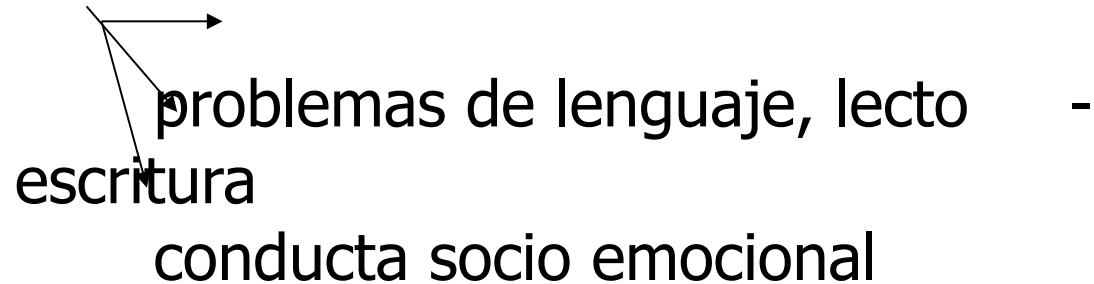 problemas de lenguaje, lecto -
escritura
conducta socio emocional